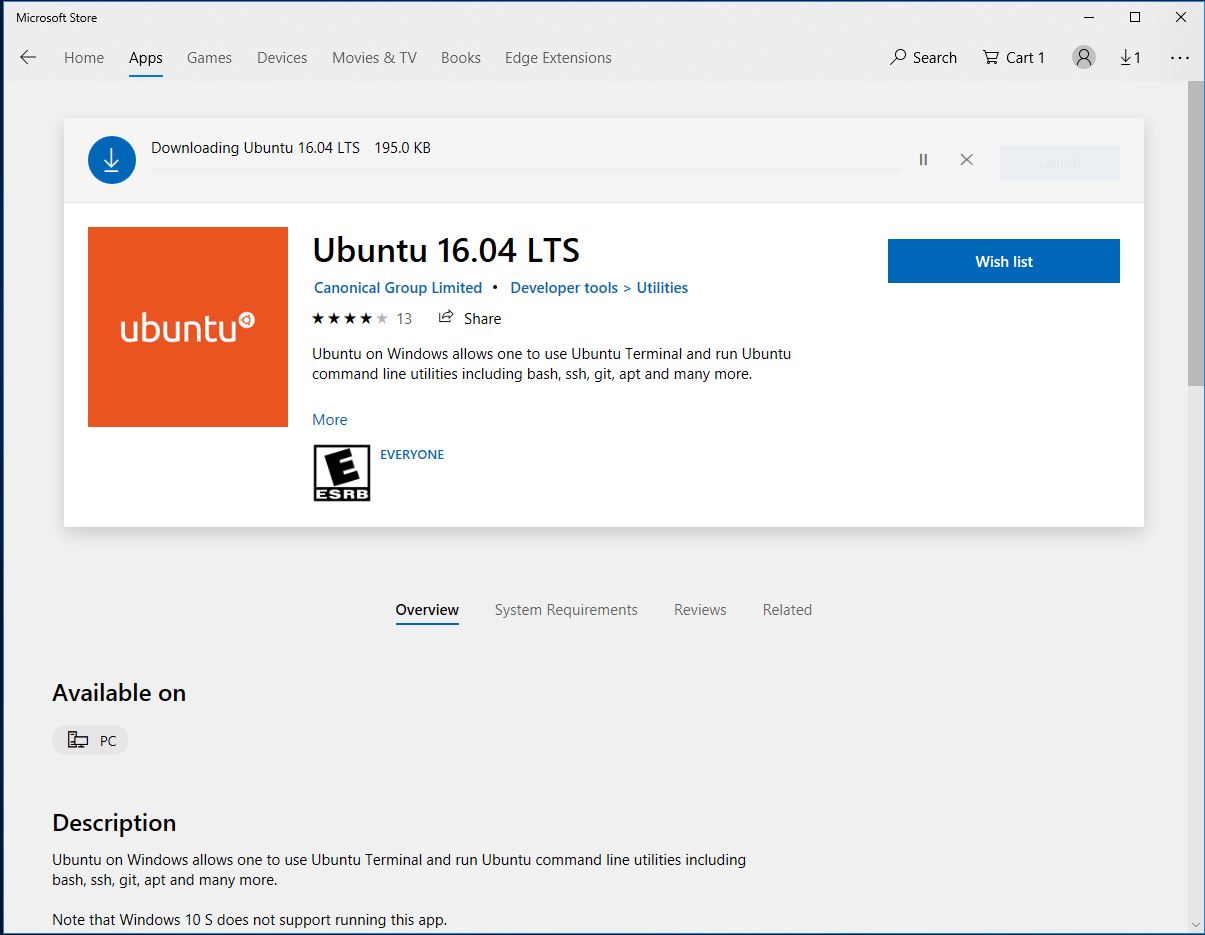 Microsoft Store
Home Apps Games Devices Movies & TV Books Edge Extensions Search Cart 1 1
Downloading Ubuntu 16.04 LTS 195.0 KB
Launch
ubuntu
Ubuntu 16.04 LTS
Wish list
Canonical Group Limited • Developer tools > Utilities
13 Share
Ubuntu on Windows allows one to use Ubuntu Terminal and run Ubuntu
command line utilities including bash, ssh, git, apt and many more.
More
E
ESRB
EVERYONE
Overview System Requirements Reviews Related
Available on
PC
Description
Ubuntu on Windows allows one to use Ubuntu Terminal and run Ubuntu command line utilities including
bash, ssh, git, apt and many more.
Note that Windows 10 S does not support running this app.